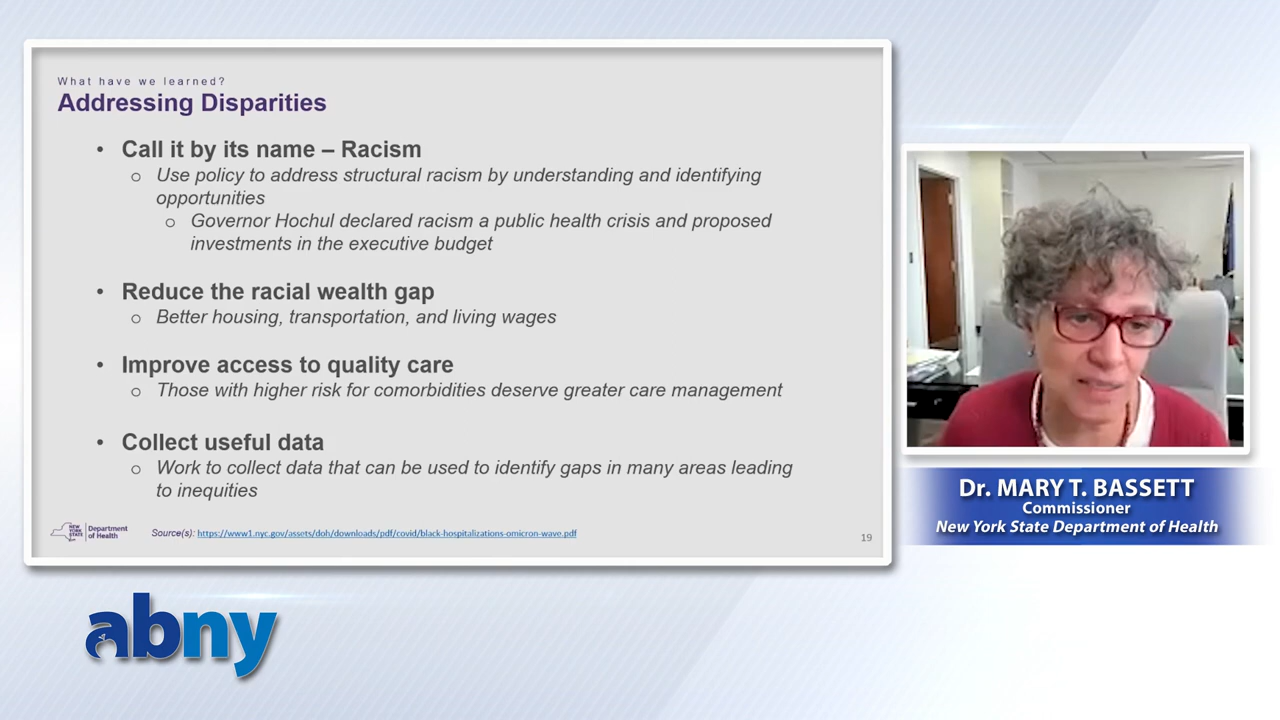 What have we learned?
Addressing Disparities
• Call it by its name – Racism
o Use policy to address structural racism by understanding and identifying
opportunities
o Governor Hochul declared racism a public health crisis and proposed
investments in the executive budget
• Reduce the racial wealth gap
o Better housing, transportation, and living wages
• Improve access to quality care
o Those with higher risk for comorbidities deserve greater care management
• Collect useful data
o Work to collect data that can be used to identify gaps in many areas leading
to inequities
NEW YORK STATE
Department of Health
Source(s): https://www1.nyc.gov/assets/doh/downloads/pdf/covid/black-hospitalizations-omicron-wave.pdf
19
Dr. MARY T. BASSETT
Commissioner
New York State Department of Health
abny